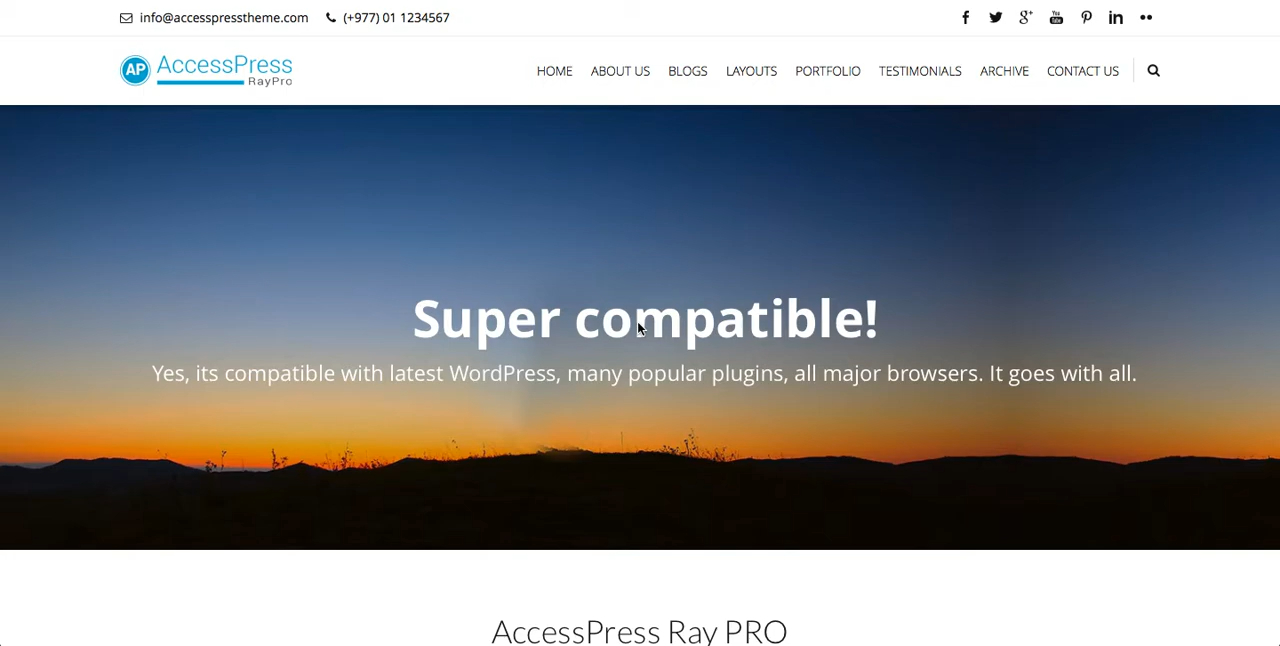 info@accesspresstheme.com (+977) 01 1234567
AP AccessPress
RayPro
HOME ABOUT US BLOGS LAYOUTS PORTFOLIO TESTIMONIALS ARCHIVE CONTACT US
Super compatible!
Yes, its compatible with latest WordPress, many popular plugins, all major browsers. It goes with all.
AccessPress Ray PRO